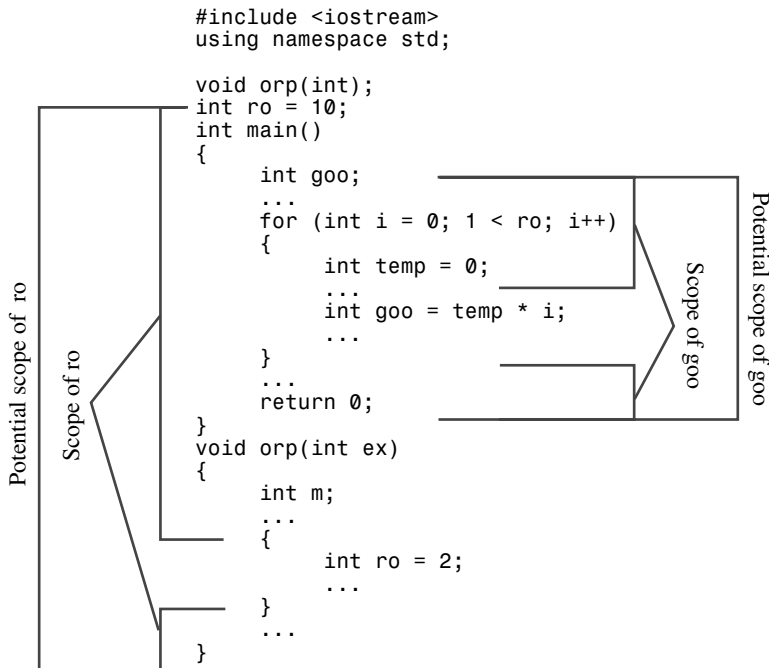 #include <iostream>
using namespace std;
void orp(int);
int ro = 10;
int main()
{
int goo;
...
for (int i = 0; 1 < ro; i++)
{
int temp = 0;
...
int goo = temp * i;
...
}
...
return 0;
}
void orp(int ex)
{
int m;
...
{
int ro = 2;
...
}
...
}
Potential scope of ro
Scope of ro
Scope of goo
Potential scope of goo